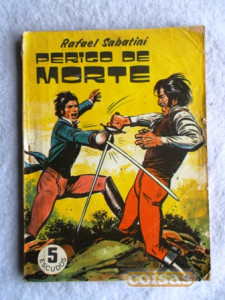 Rafael Sabatini
PERIGO DE
MORTE
5
ESCUDOS
coisas